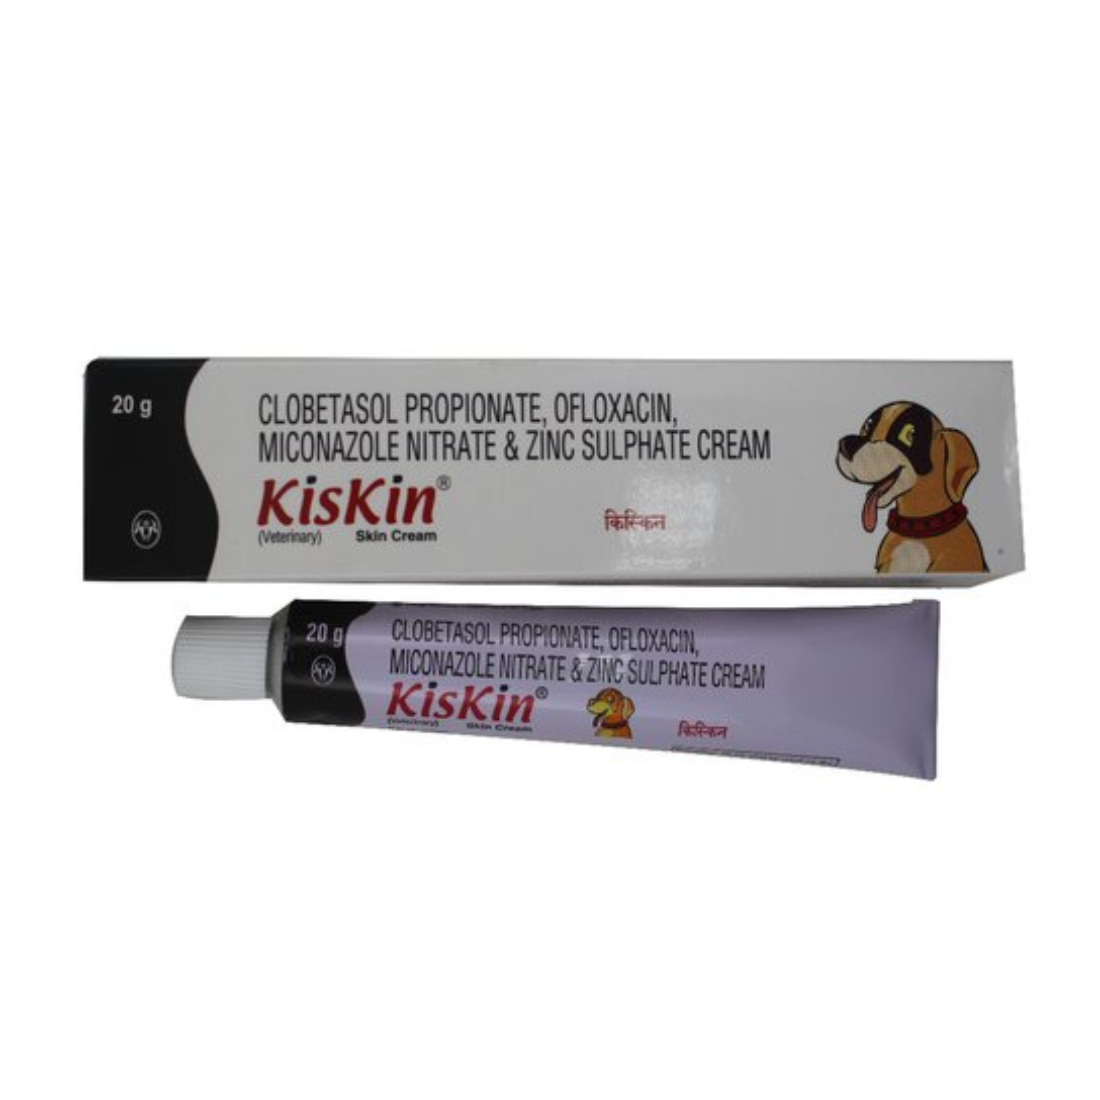 20 g
CLOBETASOL PROPIONATE, OFLOXACIN,
MICONAZOLE NITRATE & ZINC SULPHATE CREAM
KisKin®
किस्किन
(Veterinary) Skin Cream
20 g
CLOBETASOL PROPIONATE, OFLOXACIN,
MICONAZOLE NITRATE & ZINC SULPHATE CREAM
KisKin®
(Veterinary) Skin Cream
किस्किन